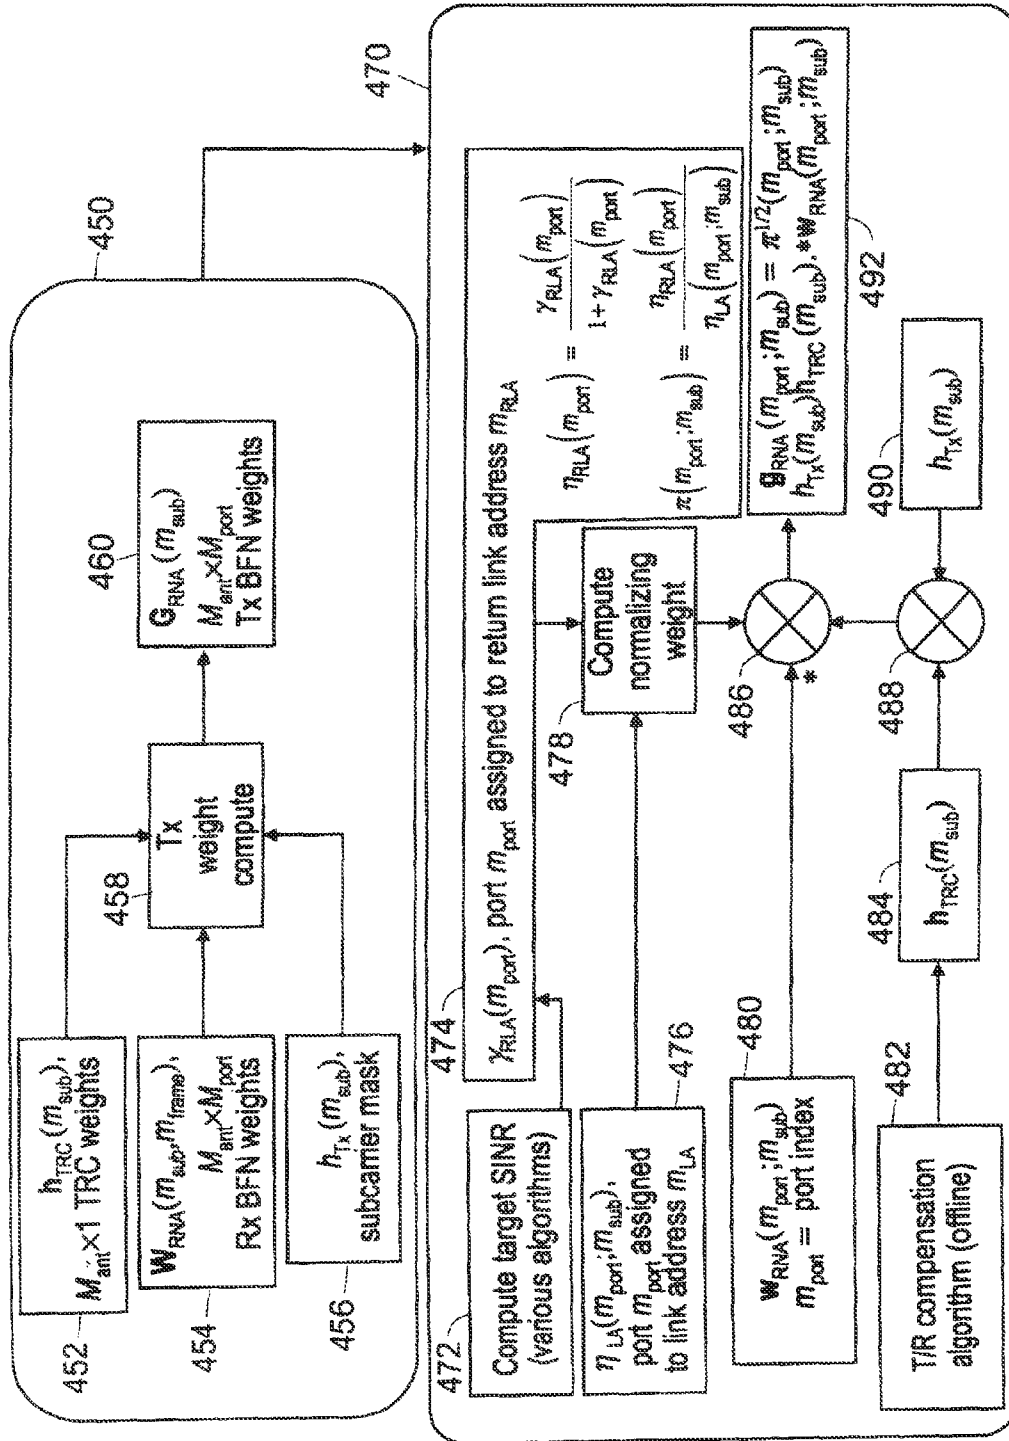 450
452
h_TRC(m_sub),
M_ant×1 TRC weights
454
W_RNA(m_sub,m_frame),
M_ant×M_port
Rx BFN weights
456
h_Tx(m_sub),
subcarrier mask
458
Tx
weight
compute
460
G_RNA(m_sub)
M_ant×M_port
Tx BFN weights
470
472
Compute target SINR
(various algorithms)
474
γ_RLA(m_port), port m_port assigned to return link address m_RLA
η_RLA(m_port) = γ_RLA(m_port) / 1+γ_RLA(m_port)
π(m_port;m_sub) = η_RLA(m_port) / η_LA(m_port;m_sub)
476
η_LA(m_port;m_sub),
port m_port assigned
to link address m_LA
478
Compute
normalizing
weight
480
w_RNA(m_port;m_sub)
m_port = port index
482
T/R compensation
algorithm (offline)
484
h_TRC(m_sub)
486
*
488
490
h_Tx(m_sub)
492
g_RNA(m_port;m_sub) = π^1/2(m_port;m_sub)
h_Tx(m_sub)h_TRC(m_sub).*w_RNA(m_port;m_sub).